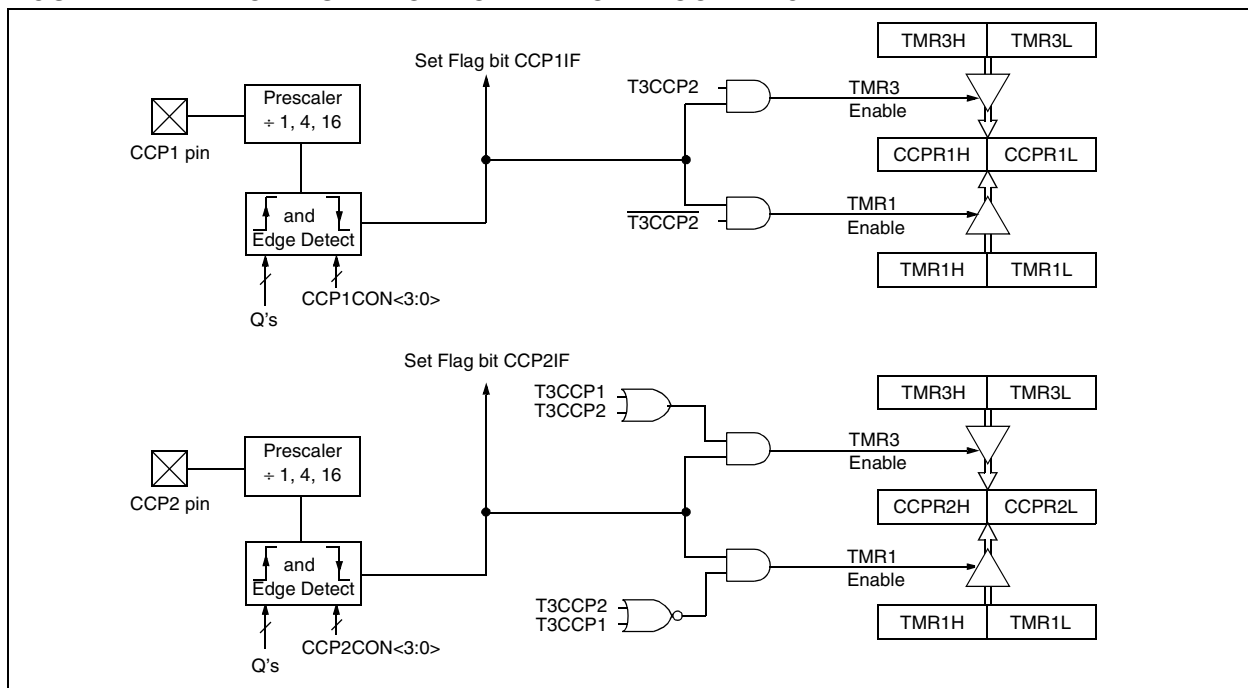 TMR3H TMR3L
Set Flag bit CCP1IF
T3CCP2
TMR3
Enable
Prescaler
÷ 1, 4, 16
CCP1 pin
CCPR1H CCPR1L
and
Edge Detect
T3CCP2
TMR1
Enable
TMR1H TMR1L
CCP1CON<3:0>
Q's
Set Flag bit CCP2IF
TMR3H TMR3L
T3CCP1
T3CCP2
TMR3
Enable
Prescaler
÷ 1, 4, 16
CCP2 pin
CCPR2H CCPR2L
and
Edge Detect
TMR1
Enable
T3CCP2
T3CCP1
TMR1H TMR1L
CCP2CON<3:0>
Q's